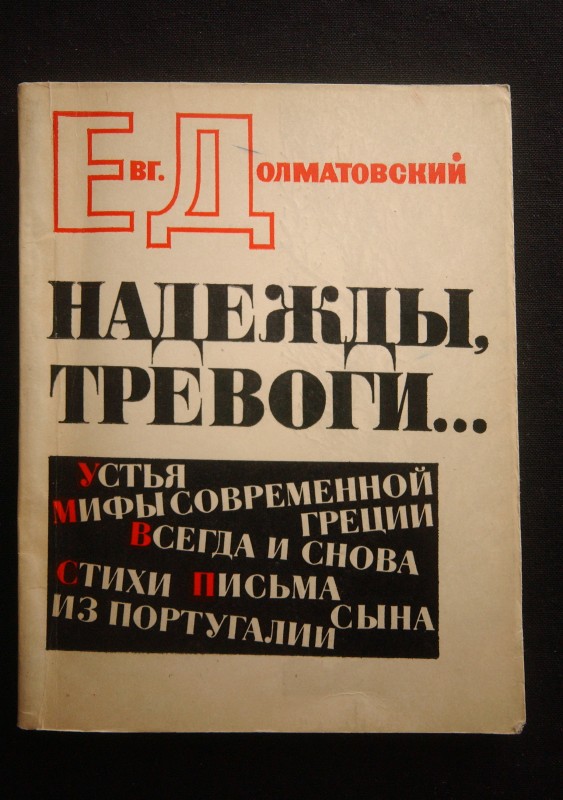 Евг. Долматовский
НАДЕЖДЫ,
ТРЕВОГИ...
УСТЬЯ
МИФЫ СОВРЕМЕННОЙ
ГРЕЦИИ
ВСЕГДА И СНОВА
СТИХИ ПИСЬМА
ИЗ ПОРТУГАЛИИ СЫНА